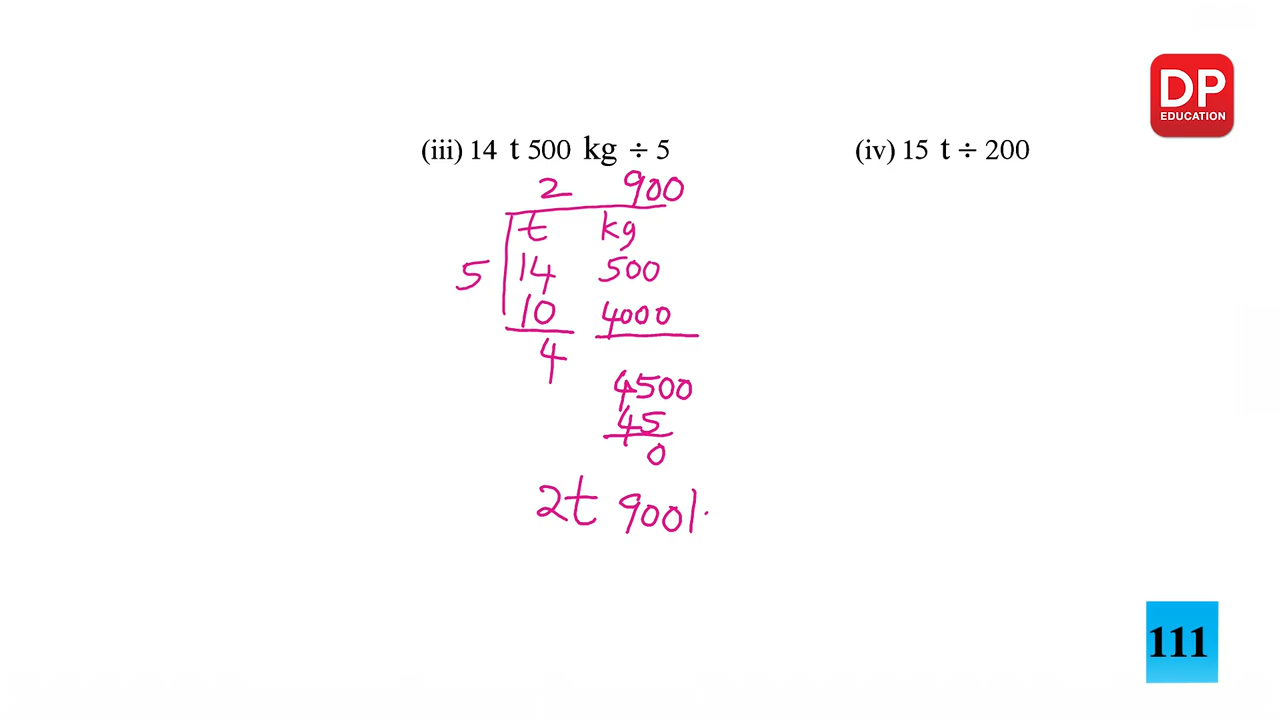 DP
EDUCATION
(iii) 14 t 500 kg ÷ 5
(iv) 15 t ÷ 200
2 900
t kg
5 14 500
10 4000
4
4500
45
0
2t 900
111